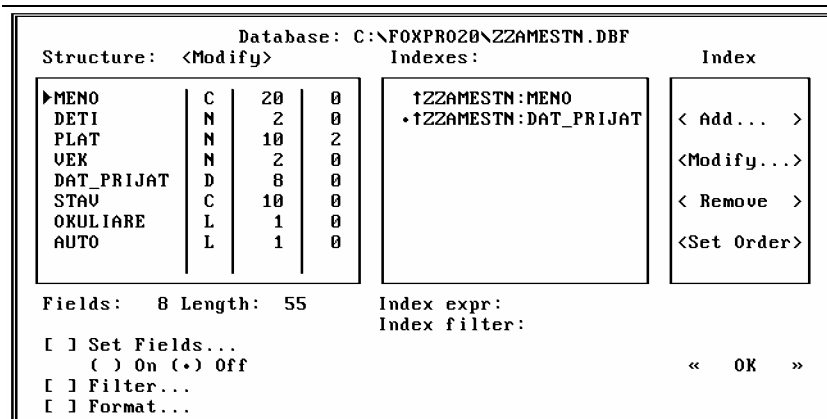 Database: C:\FOXPRO20\ZZAMESTN.DBF
Structure: <Modify> Indexes: Index
►MENO C 20 0 ↑ZZAMESTN:MENO
DETI N 2 0 •↑ZZAMESTN:DAT_PRIJAT < Add... >
PLAT N 10 2
VEK N 2 0 <Modify...>
DAT_PRIJAT D 8 0
STAV C 10 0 < Remove >
OKULIARE L 1 0
AUTO L 1 0 <Set Order>
Fields: 8 Length: 55 Index expr:
Index filter:
[ ] Set Fields...
( ) On (•) Off « OK »
[ ] Filter...
[ ] Format...